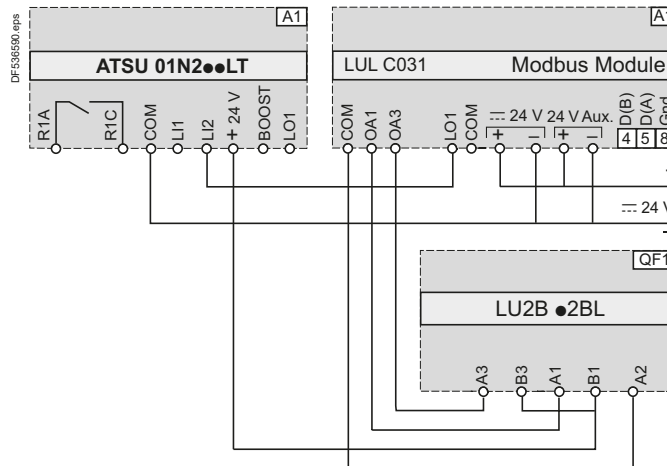 DF536590.eps
A1
ATSU 01N2●●LT
R1A
R1C
COM
LI1
LI2
+ 24 V
BOOST
LO1
LUL C031 Modbus Module
COM
OA1
OA3
LO1
COM
⎓ 24 V
24 V Aux.
+ – + –
D(B)
D(A)
Gnd
4 5 8
⎓ 24 V
QF1
LU2B ●2BL
A3
B3
A1
B1
A2